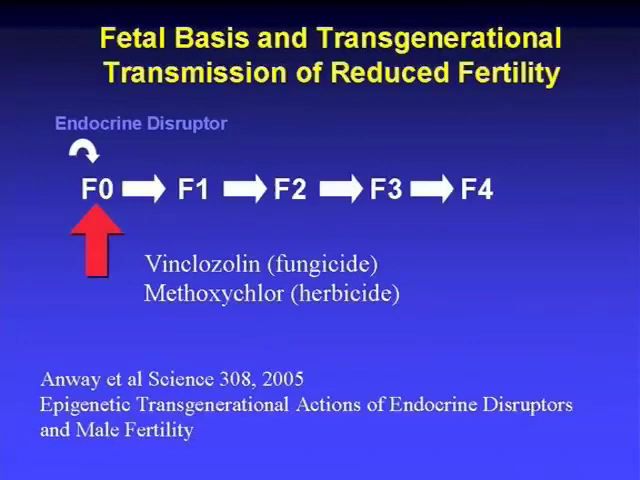 Fetal Basis and Transgenerational
Transmission of Reduced Fertility
Endocrine Disruptor
F0 F1 F2 F3 F4
Vinclozolin (fungicide)
Methoxychlor (herbicide)
Anway et al Science 308, 2005
Epigenetic Transgenerational Actions of Endocrine Disruptors
and Male Fertility